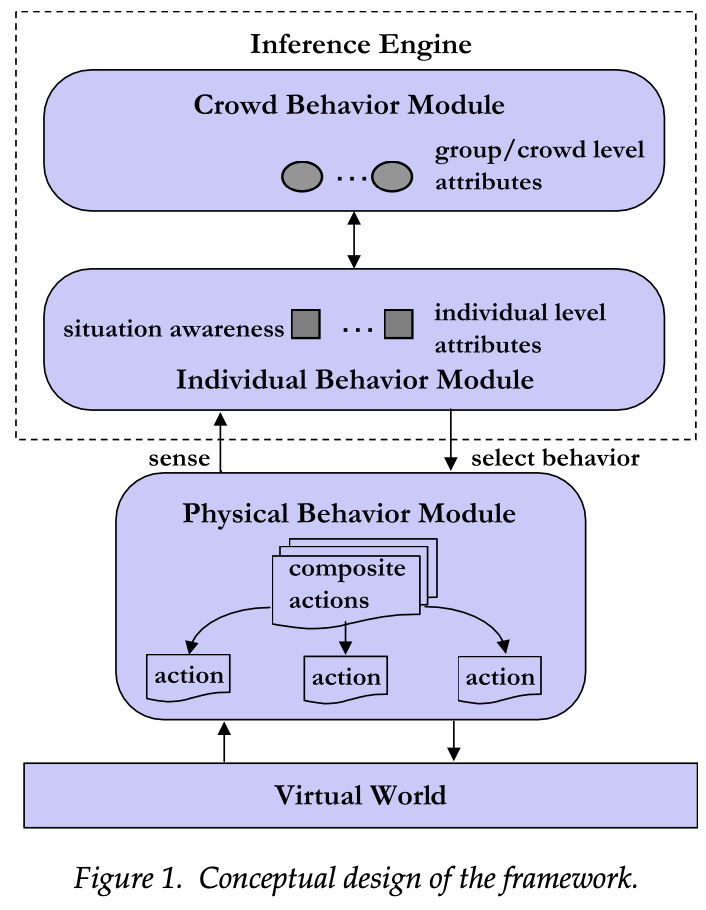 Inference Engine
Crowd Behavior Module
group/crowd level
attributes
situation awareness
individual level
attributes
Individual Behavior Module
sense
select behavior
Physical Behavior Module
composite
actions
action
action
action
Virtual World
Figure 1. Conceptual design of the framework.